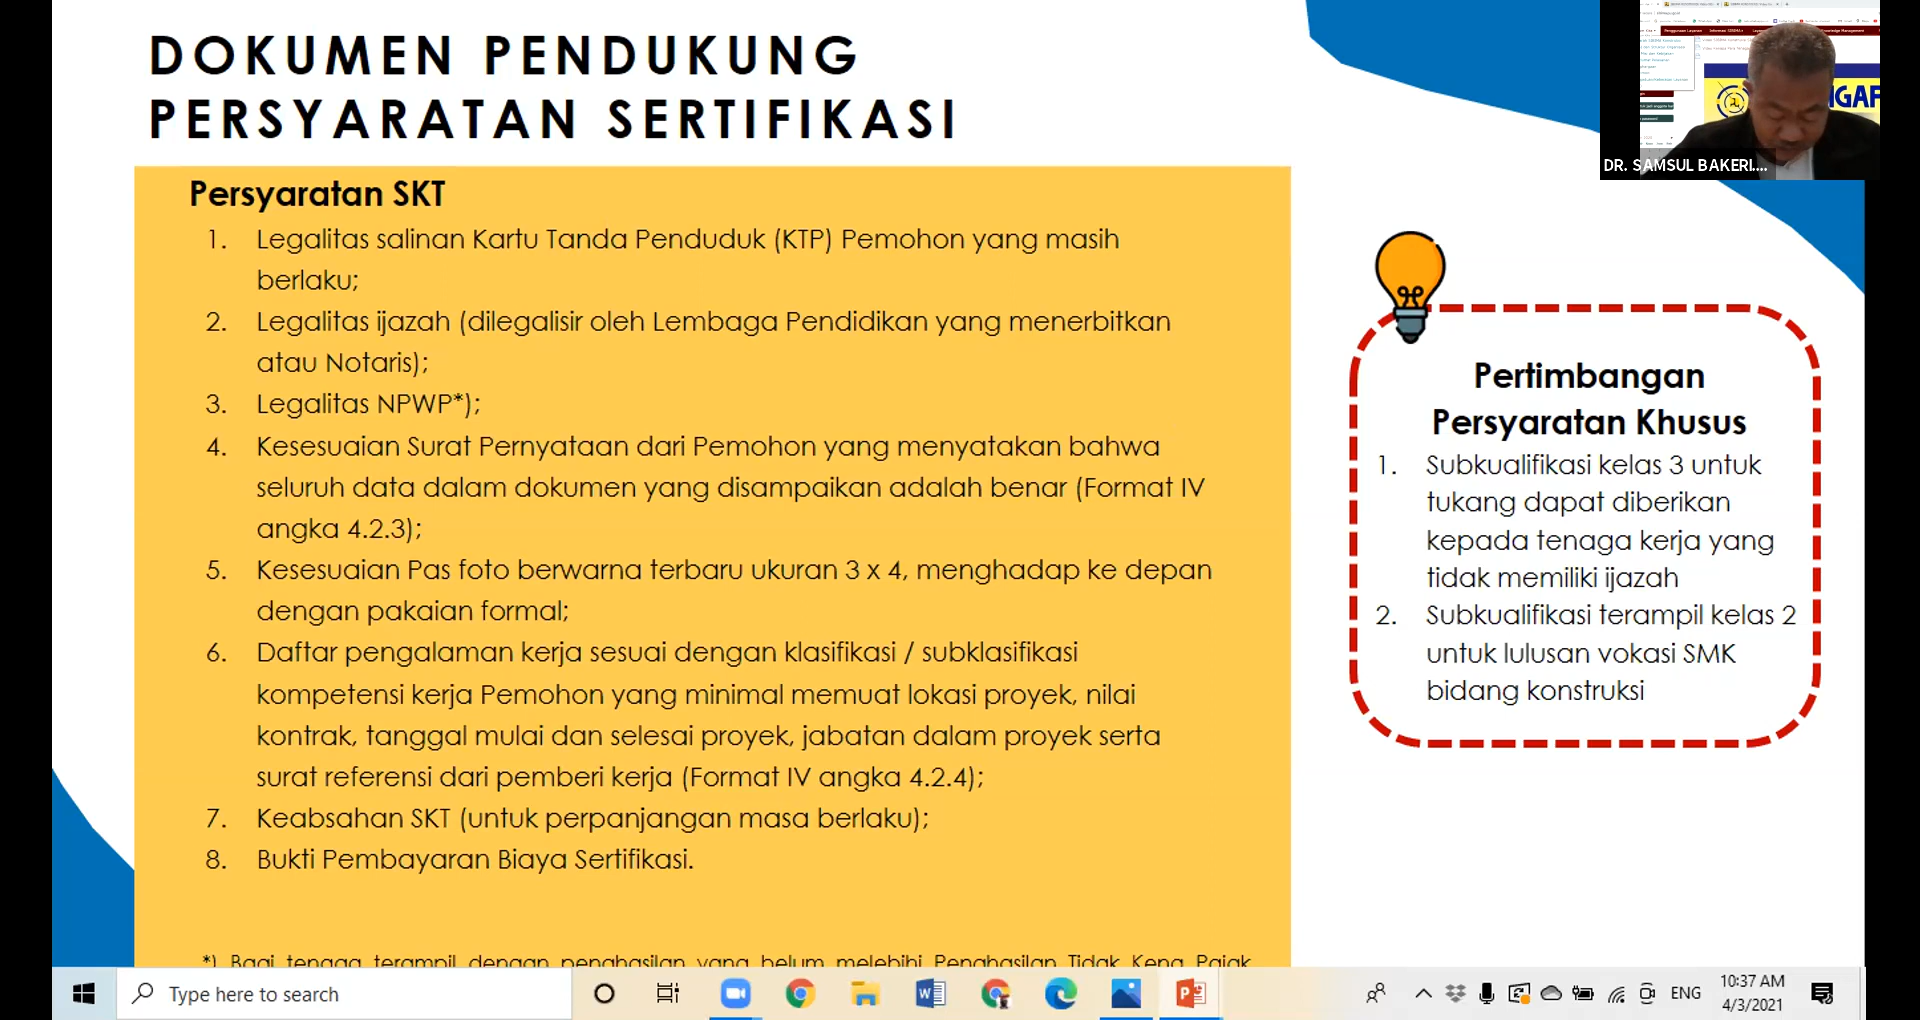 DOKUMEN PENDUKUNG
PERSYARATAN SERTIFIKASI
NGAF
DR. SAMSUL BAKERI....
Persyaratan SKT
1. Legalitas salinan Kartu Tanda Penduduk (KTP) Pemohon yang masih
berlaku;
2. Legalitas ijazah (dilegalisir oleh Lembaga Pendidikan yang menerbitkan
atau Notaris);
3. Legalitas NPWP*);
4. Kesesuaian Surat Pernyataan dari Pemohon yang menyatakan bahwa
seluruh data dalam dokumen yang disampaikan adalah benar (Format IV
angka 4.2.3);
5. Kesesuaian Pas foto berwarna terbaru ukuran 3 x 4, menghadap ke depan
dengan pakaian formal;
6. Daftar pengalaman kerja sesuai dengan klasifikasi / subklasifikasi
kompetensi kerja Pemohon yang minimal memuat lokasi proyek, nilai
kontrak, tanggal mulai dan selesai proyek, jabatan dalam proyek serta
surat referensi dari pemberi kerja (Format IV angka 4.2.4);
7. Keabsahan SKT (untuk perpanjangan masa berlaku);
8. Bukti Pembayaran Biaya Sertifikasi.
*) Bagi tenaga terampil dengan penghasilan yang belum melebihi Penghasilan Tidak Kena Pajak
Pertimbangan
Persyaratan Khusus
1. Subkualifikasi kelas 3 untuk
tukang dapat diberikan
kepada tenaga kerja yang
tidak memiliki ijazah
2. Subkualifikasi terampil kelas 2
untuk lulusan vokasi SMK
bidang konstruksi
Type here to search
ENG
10:37 AM
4/3/2021